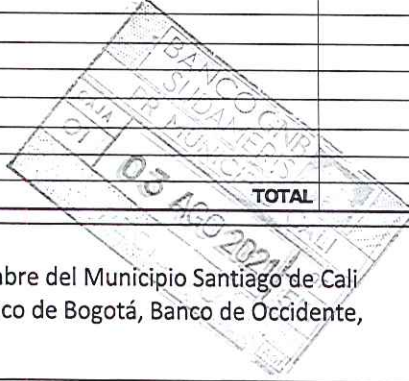 BANCO GNB
SUDAMERIS
CAJA
01
03 AGO 2021
CALI
TOTAL
mbre del Municipio Santiago de Cali
co de Bogotá, Banco de Occidente,